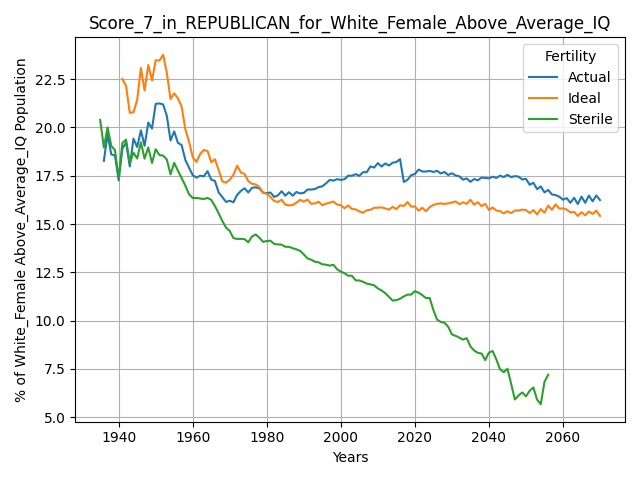 Score_7_in_REPUBLICAN_for_White_Female_Above_Average_IQ
% of White_Female Above_Average_IQ Population
22.5
20.0
17.5
15.0
12.5
10.0
7.5
5.0
Fertility
Actual
Ideal
Sterile
1940 1960 1980 2000 2020 2040 2060
Years